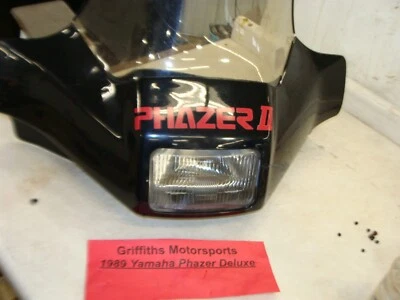 PHAZER II
Griffiths Motorsports
1989 Yamaha Phazer Deluxe